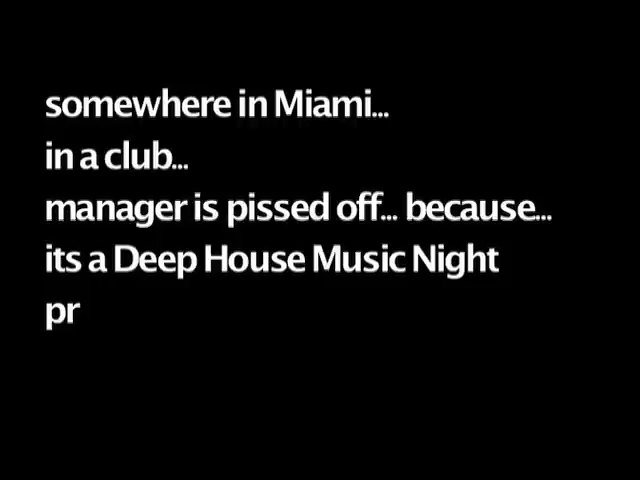 somewhere in Miami...
in a club...
manager is pissed off... because...
its a Deep House Music Night
pr